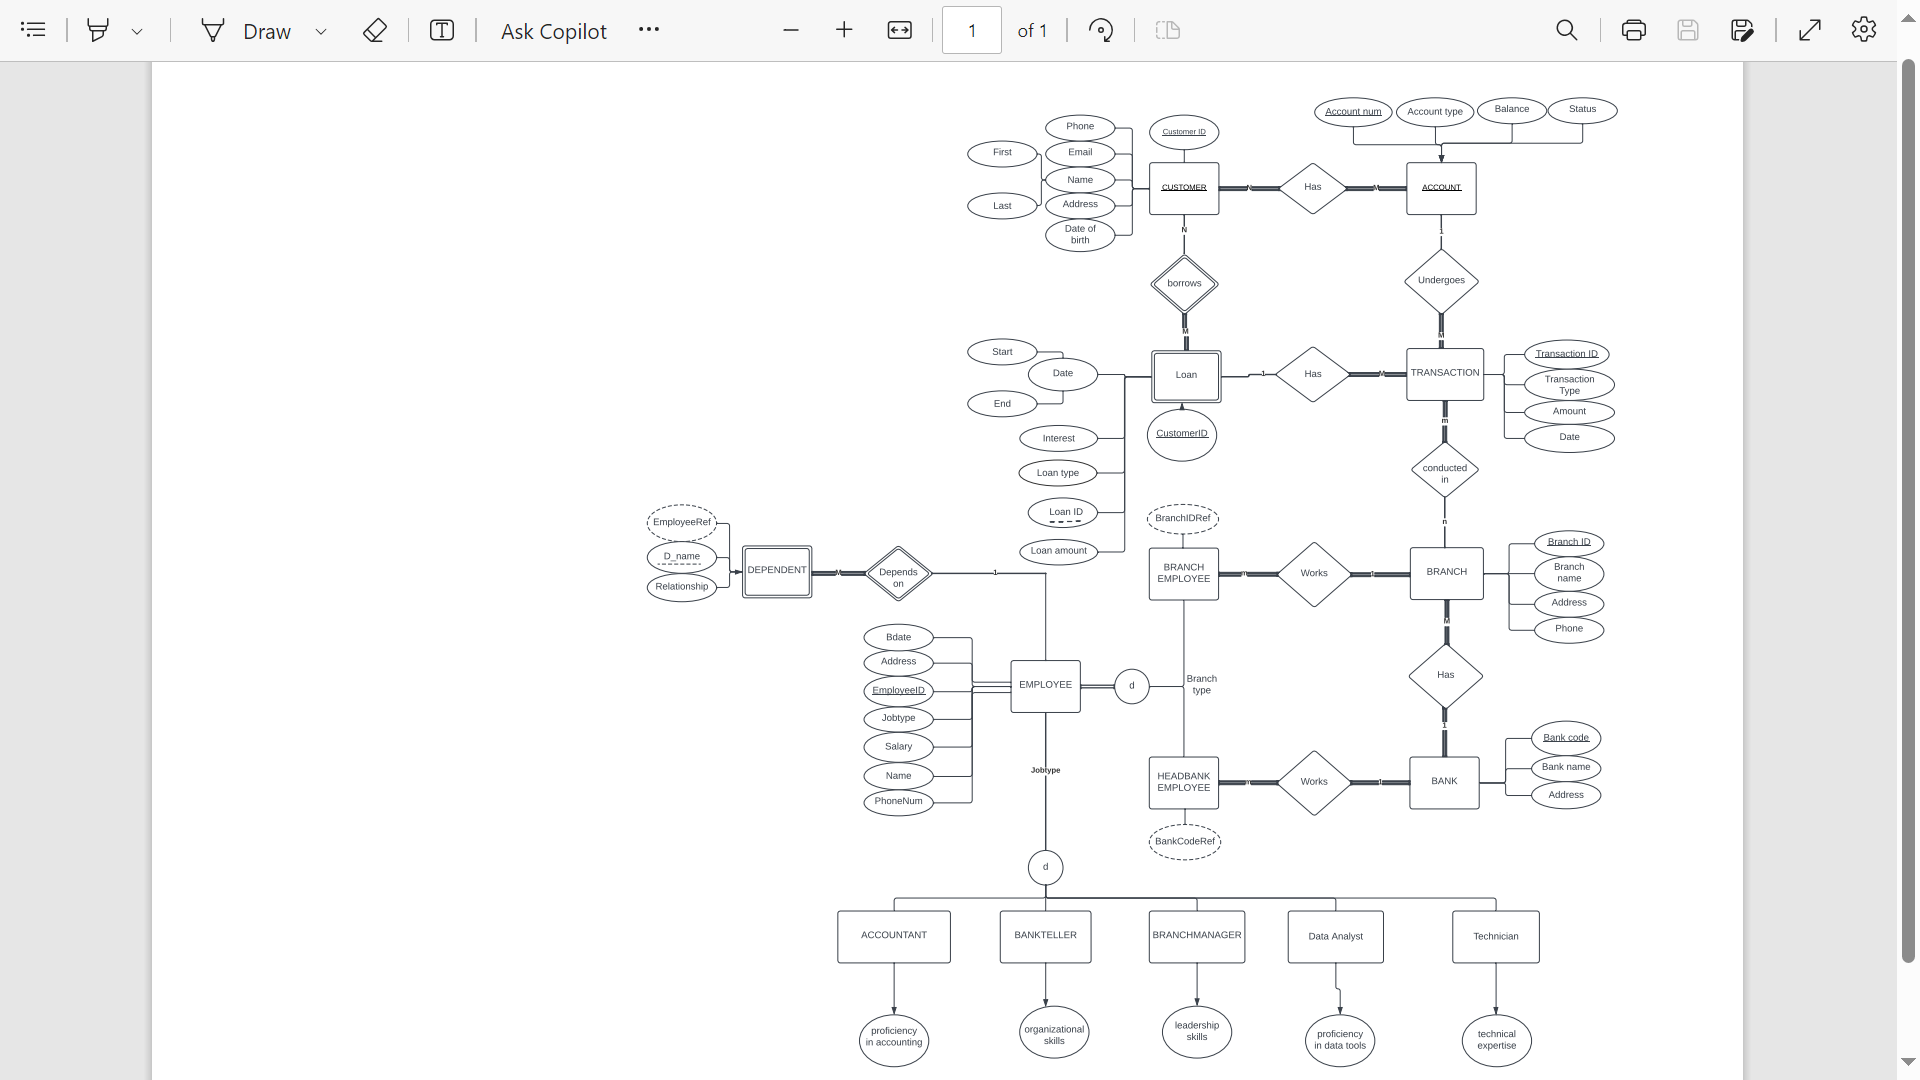 Draw
Ask Copilot
1
of 1
Account num
Account type
Balance
Status
Phone
Customer ID
First
Email
Name
CUSTOMER
N
Has
M
ACCOUNT
Last
Address
Date of
birth
N
1
borrows
Undergoes
M
M
Start
Date
End
Loan
1
Has
M
TRANSACTION
Transaction ID
Transaction
Type
Amount
Date
CustomerID
m
Interest
Loan type
Loan ID
Loan amount
conducted
in
n
EmployeeRef
D_name
Relationship
DEPENDENT
M
Depends
on
1
BranchIDRef
BRANCH
EMPLOYEE
m
Works
1
BRANCH
Branch ID
Branch
name
Address
Phone
M
Bdate
Address
EmployeeID
Jobtype
Salary
Name
PhoneNum
EMPLOYEE
d
Branch
type
Has
1
Jobtype
HEADBANK
EMPLOYEE
m
Works
1
BANK
Bank code
Bank name
Address
BankCodeRef
d
ACCOUNTANT
BANKTELLER
BRANCHMANAGER
Data Analyst
Technician
proficiency
in accounting
organizational
skills
leadership
skills
proficiency
in data tools
technical
expertise